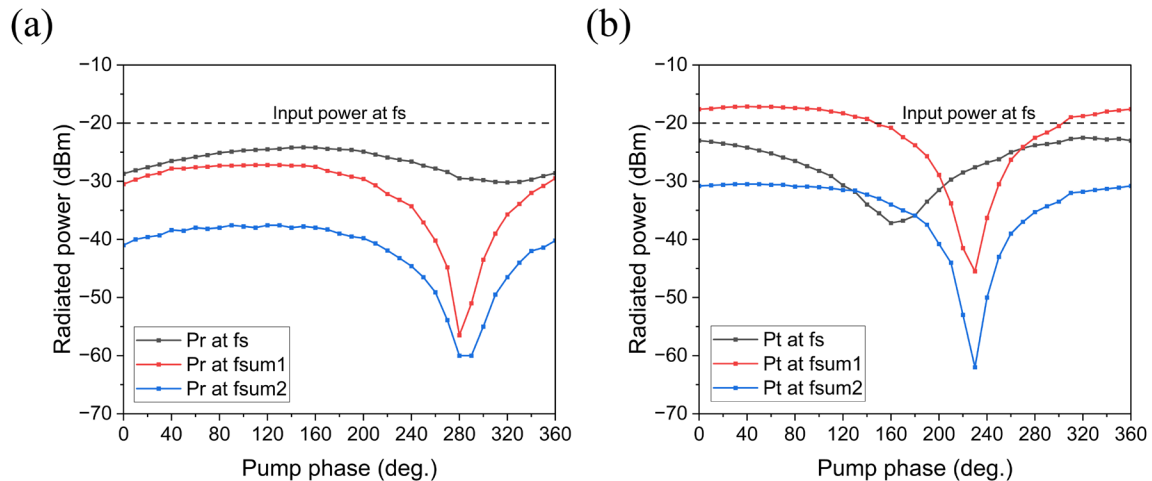 (a)
−10
−20
−30
−40
−50
−60
−70
Radiated power (dBm)
Input power at fs
Pr at fs
Pr at fsum1
Pr at fsum2
0 40 80 120 160 200 240 280 320 360
Pump phase (deg.)
(b)
−10
−20
−30
−40
−50
−60
−70
Radiated power (dBm)
Input power at fs
Pt at fs
Pt at fsum1
Pt at fsum2
0 40 80 120 160 200 240 280 320 360
Pump phase (deg.)